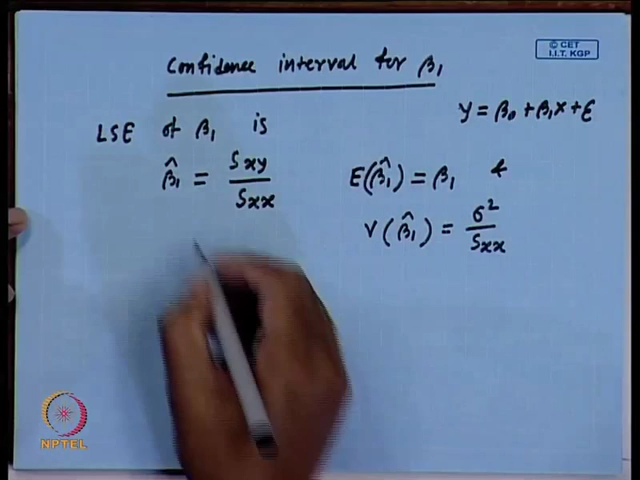 © CET
I.I.T. KGP
Confidence interval for β₁
y = β₀ + β₁x + ε
LSE of β₁ is
β̂₁ = Sxy / Sxx
E(β̂₁) = β₁ &
V(β̂₁) = σ² / Sxx
NPTEL